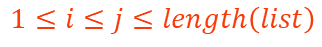 1 ≤ i ≤ j ≤ length(list)